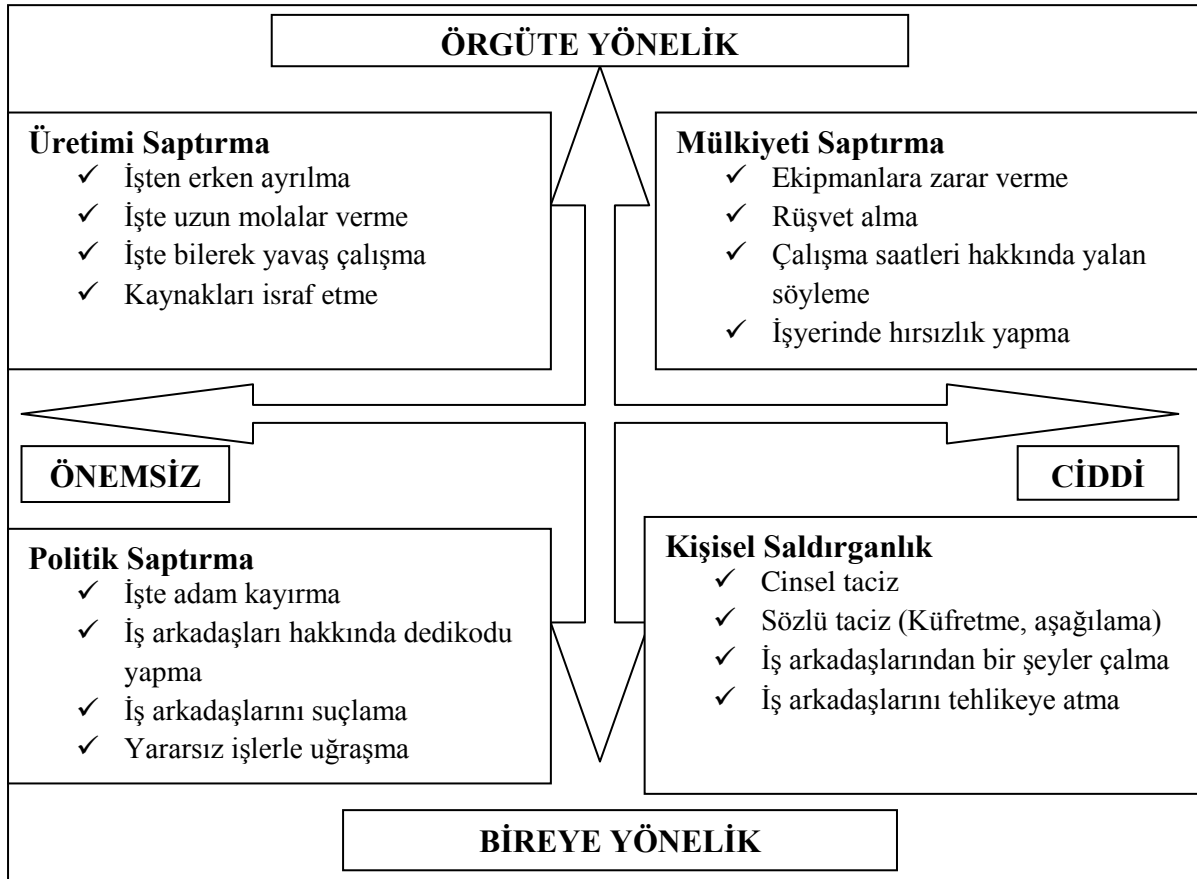 ÖRGÜTE YÖNELİK
Üretimi Saptırma
✓ İşten erken ayrılma
✓ İşte uzun molalar verme
✓ İşte bilerek yavaş çalışma
✓ Kaynakları israf etme
Mülkiyeti Saptırma
✓ Ekipmanlara zarar verme
✓ Rüşvet alma
✓ Çalışma saatleri hakkında yalan
söyleme
✓ İşyerinde hırsızlık yapma
ÖNEMSİZ
CİDDİ
Politik Saptırma
✓ İşte adam kayırma
✓ İş arkadaşları hakkında dedikodu
yapma
✓ İş arkadaşlarını suçlama
✓ Yararsız işlerle uğraşma
Kişisel Saldırganlık
✓ Cinsel taciz
✓ Sözlü taciz (Küfretme, aşağılama)
✓ İş arkadaşlarından bir şeyler çalma
✓ İş arkadaşlarını tehlikeye atma
BİREYE YÖNELİK